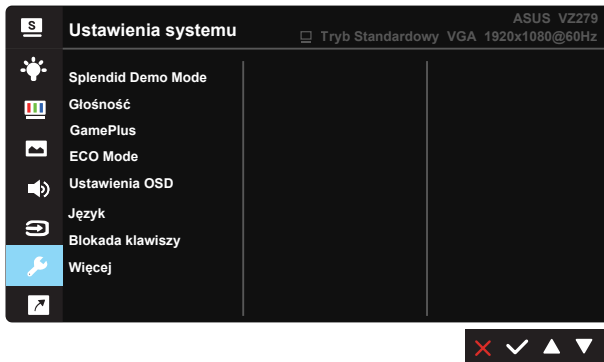 S
Ustawienia systemu
ASUS VZ279
Tryb Standardowy VGA 1920x1080@60Hz
Splendid Demo Mode
Głośność
GamePlus
ECO Mode
Ustawienia OSD
Język
Blokada klawiszy
Więcej